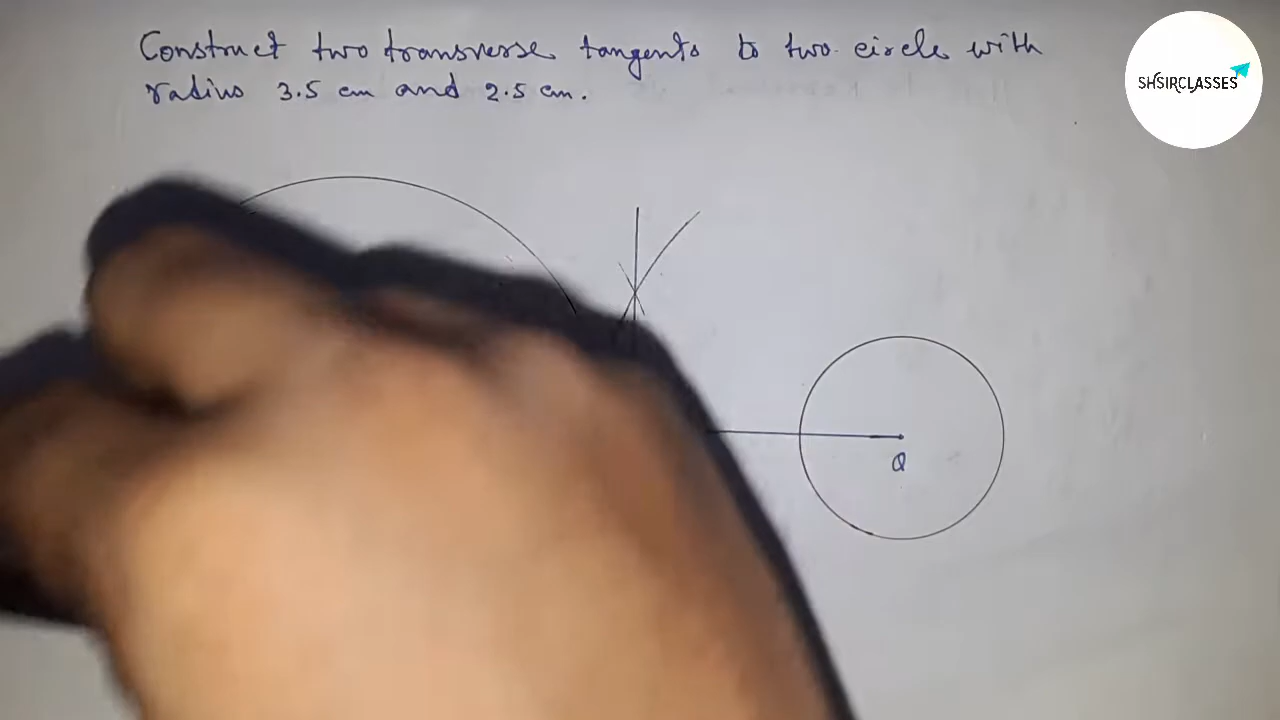 Construct two transverse tangents to two circle with
radius 3.5 cm and 2.5 cm.
SHSIRCLASSES
Q